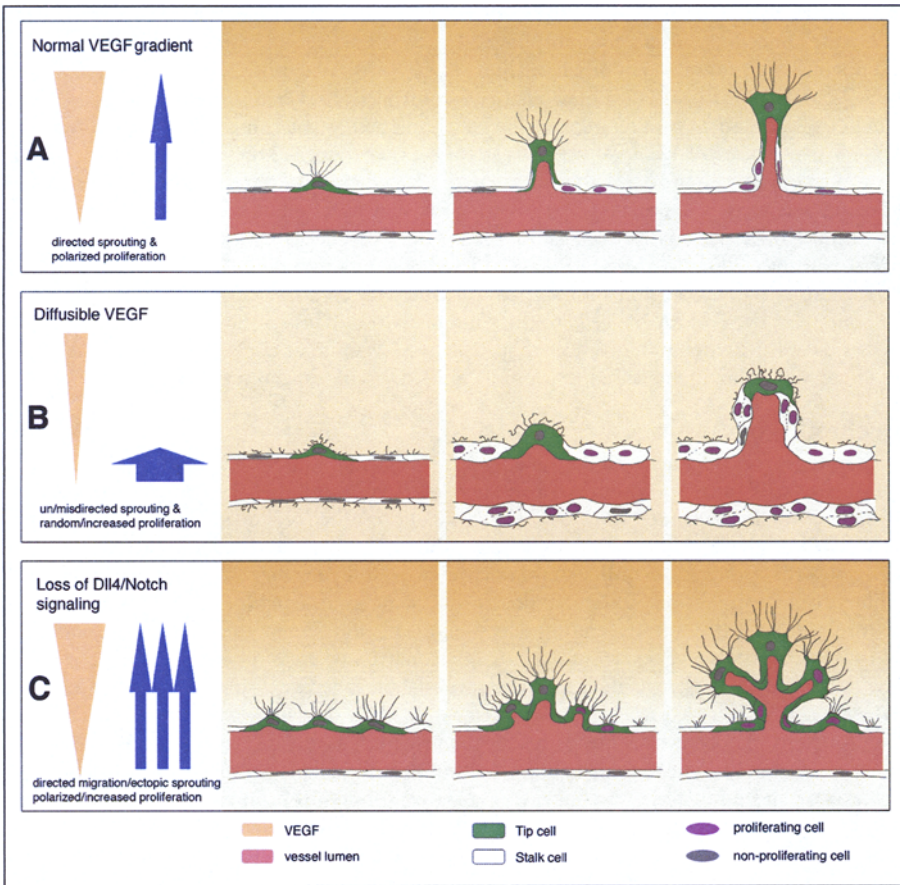 Normal VEGF gradient
A
directed sprouting &
polarized proliferation
Diffusible VEGF
B
un/misdirected sprouting &
random/increased proliferation
Loss of Dll4/Notch
signaling
C
directed migration/ectopic sprouting
polarized/increased proliferation
VEGF
Tip cell
proliferating cell
vessel lumen
Stalk cell
non-proliferating cell